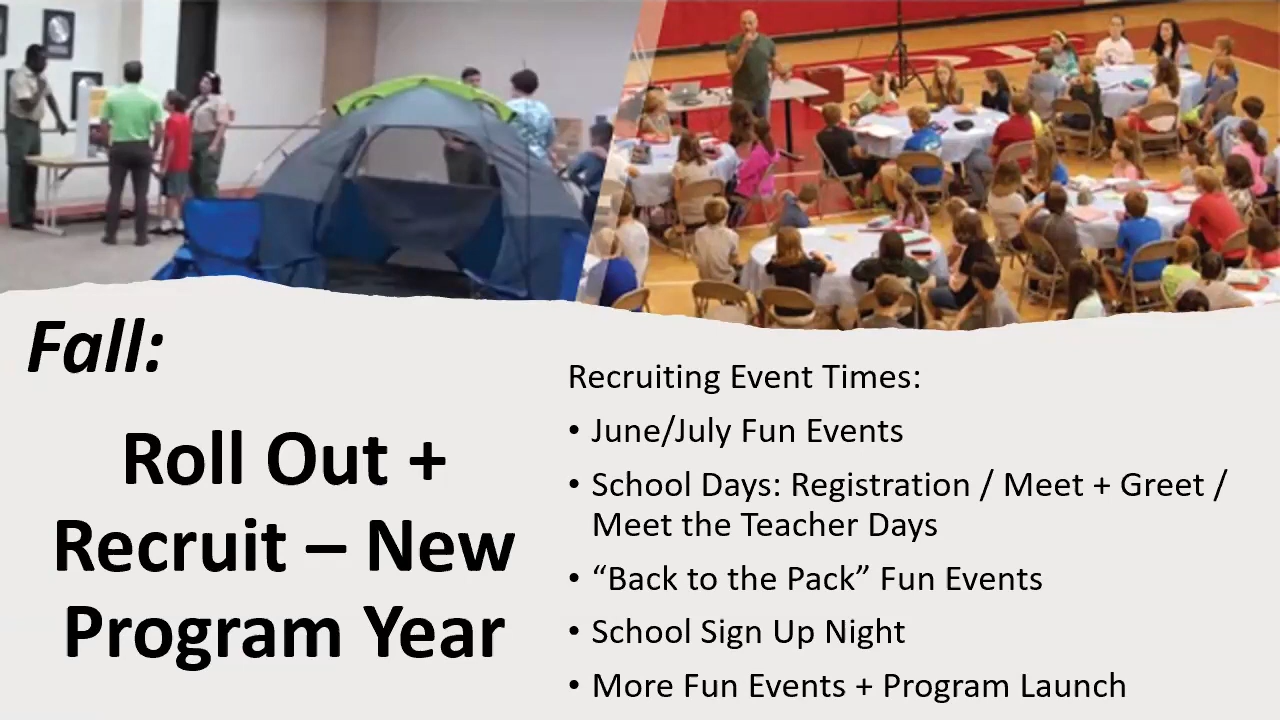 Fall:
Roll Out +
Recruit – New
Program Year
Recruiting Event Times:
• June/July Fun Events
• School Days: Registration / Meet + Greet /
Meet the Teacher Days
• “Back to the Pack” Fun Events
• School Sign Up Night
• More Fun Events + Program Launch